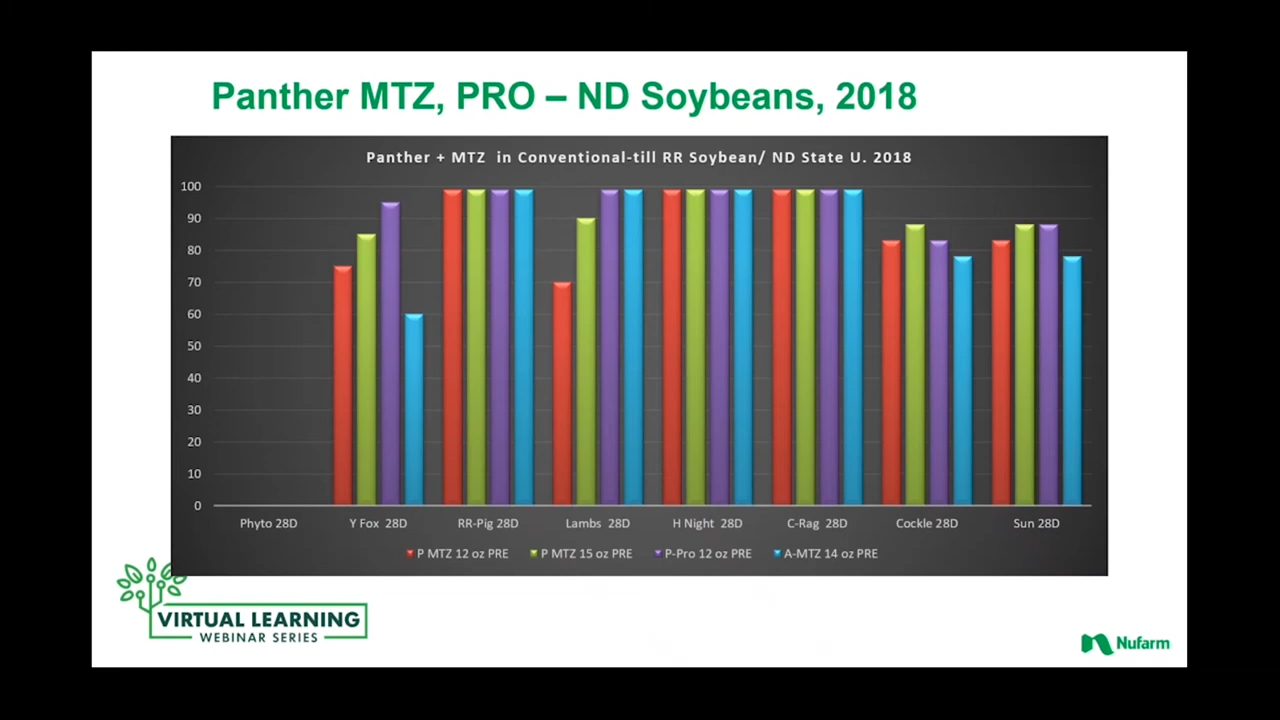 Panther MTZ, PRO – ND Soybeans, 2018
Panther + MTZ in Conventional-till RR Soybean/ ND State U. 2018
100
90
80
70
60
50
40
30
20
10
0
Phyto 28D Y Fox 28D RR-Pig 28D Lambs 28D H Night 28D C-Rag 28D Cockle 28D Sun 28D
P MTZ 12 oz PRE P MTZ 15 oz PRE P-Pro 12 oz PRE A-MTZ 14 oz PRE
VIRTUAL LEARNING
WEBINAR SERIES
Nufarm